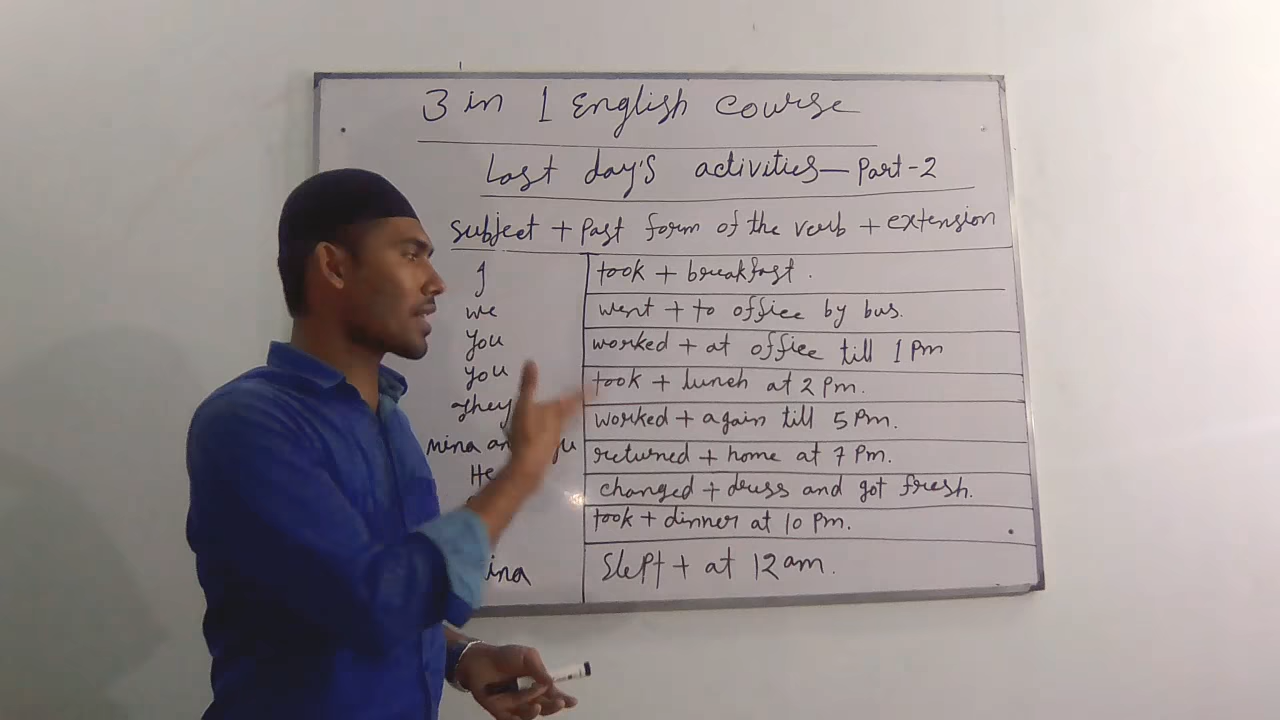 3 in 1 English course
Last day's activities — Part-2
subject + Past form of the verb + extension
I took + breakfast.
we went + to office by bus.
you worked + at office till 1 Pm
you took + lunch at 2 Pm.
They worked + again till 5 Pm.
mina returned + home at 7 Pm.
He changed + dress and got fresh.
took + dinner at 10 Pm.
slept + at 12 am.